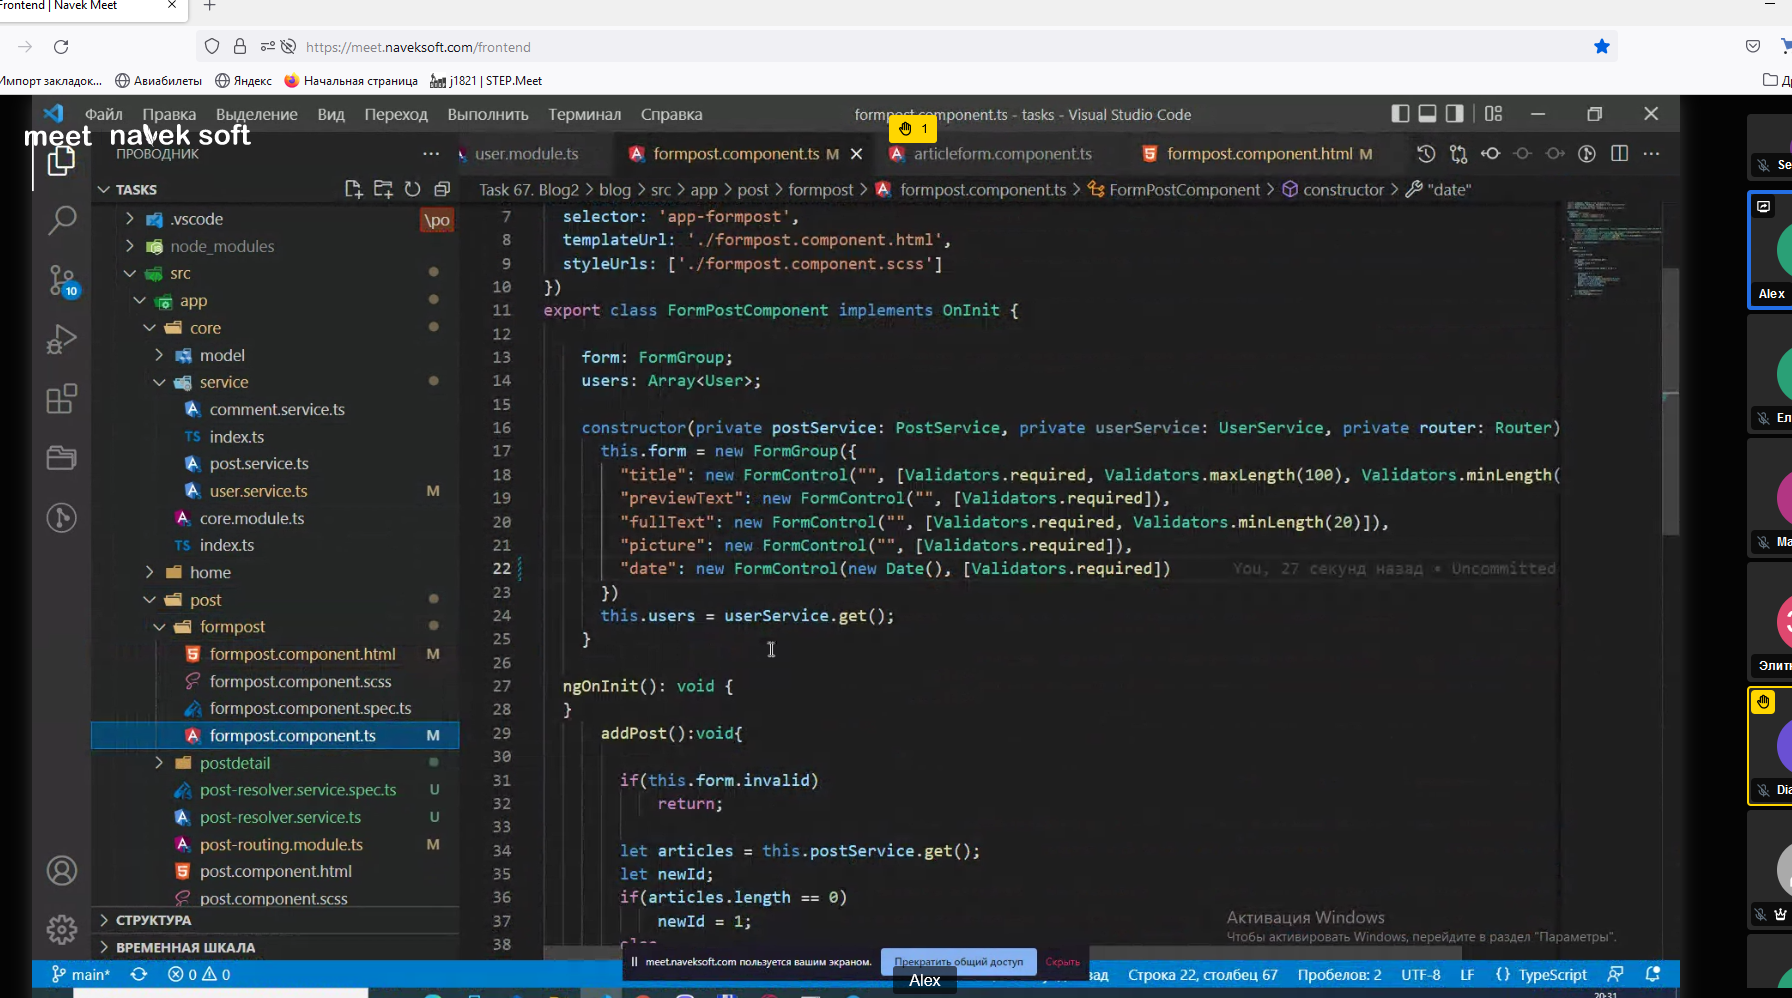 Frontend | Navek Meet
https://meet.naveksoft.com/frontend
Импорт закладок...
Авиабилеты
Яндекс
Начальная страница
j1821 | STEP.Meet
Файл
Правка
Выделение
Вид
Переход
Выполнить
Терминал
Справка
formpost.component.ts - tasks - Visual Studio Code
meet navek soft
1
ПРОВОДНИК
user.module.ts
formpost.component.ts M
articleform.component.ts
formpost.component.html M
TASKS
Task 67. Blog2 > blog > src > app > post > formpost > formpost.component.ts > FormPostComponent > constructor > "date"
.vscode
\po
node_modules
src
app
core
model
service
comment.service.ts
TS index.ts
post.service.ts
user.service.ts M
core.module.ts
TS index.ts
home
post
formpost
formpost.component.html M
formpost.component.scss
formpost.component.spec.ts
formpost.component.ts M
postdetail
post-resolver.service.spec.ts U
post-resolver.service.ts U
post-routing.module.ts M
post.component.html
post.component.scss
СТРУКТУРА
ВРЕМЕННАЯ ШКАЛА
10
7 selector: 'app-formpost',
8 templateUrl: './formpost.component.html',
9 styleUrls: ['./formpost.component.scss']
10 })
11 export class FormPostComponent implements OnInit {
12
13 form: FormGroup;
14 users: Array<User>;
15
16 constructor(private postService: PostService, private userService: UserService, private router: Router)
17 this.form = new FormGroup({
18 "title": new FormControl("", [Validators.required, Validators.maxLength(100), Validators.minLength(
19 "previewText": new FormControl("", [Validators.required]),
20 "fullText": new FormControl("", [Validators.required, Validators.minLength(20)]),
21 "picture": new FormControl("", [Validators.required]),
22 "date": new FormControl(new Date(), [Validators.required]) You, 27 секунд назад • Uncommitted
23 })
24 this.users = userService.get();
25 }
26
27 ngOnInit(): void {
28 }
29 addPost():void{
30
31 if(this.form.invalid)
32 return;
33
34 let articles = this.postService.get();
35 let newId;
36 if(articles.length == 0)
37 newId = 1;
38 else
Активация Windows
Чтобы активировать Windows, перейдите в раздел "Параметры".
meet.naveksoft.com пользуется вашим экраном.
Прекратить общий доступ
Скрыть
main*
0 0
Строка 22, столбец 67
Пробелов: 2
UTF-8
LF
{} TypeScript
Alex
20:31
Se
Alex
Ел
Ma
Элит
Dia